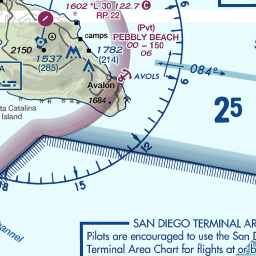 1602 *L 30 122.7 C
RP 22
(Pvt)
PEBBLY BEACH
00 - 150
06
2150
camps
1782
(214)
1537
(285)
AVOLS
084°
Avalon
1684
ta Catalina
Island
25
12
15
18
hannel
SAN DIEGO TERMINAL AR
Pilots are encouraged to use the San D
Terminal Area Chart for flights at or b